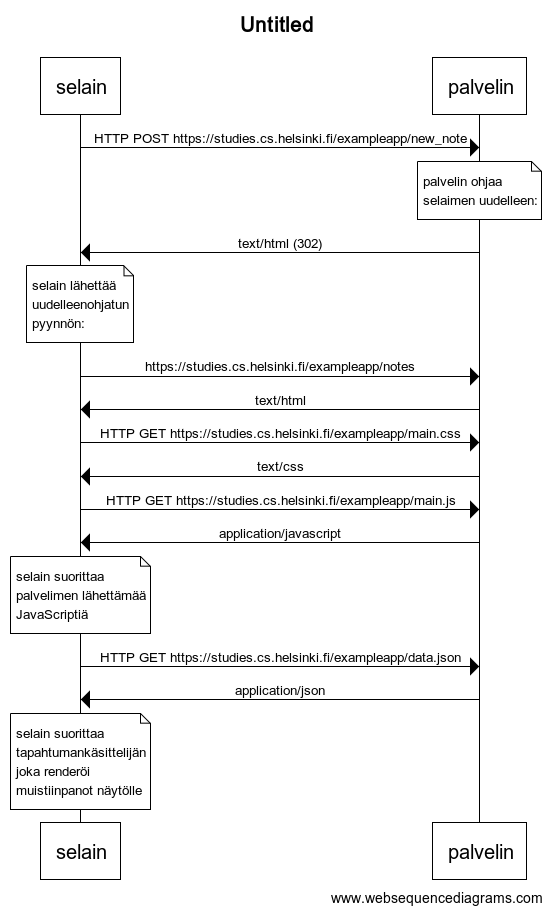 Untitled
selain
palvelin
HTTP POST https://studies.cs.helsinki.fi/exampleapp/new_note
palvelin ohjaa
selaimen uudelleen:
text/html (302)
selain lähettää
uudelleenohjatun
pyynnön:
https://studies.cs.helsinki.fi/exampleapp/notes
text/html
HTTP GET https://studies.cs.helsinki.fi/exampleapp/main.css
text/css
HTTP GET https://studies.cs.helsinki.fi/exampleapp/main.js
application/javascript
selain suorittaa
palvelimen lähettämää
JavaScriptiä
HTTP GET https://studies.cs.helsinki.fi/exampleapp/data.json
application/json
selain suorittaa
tapahtumankäsittelijän
joka renderöi
muistiinpanot näytölle
selain
palvelin
www.websequencediagrams.com